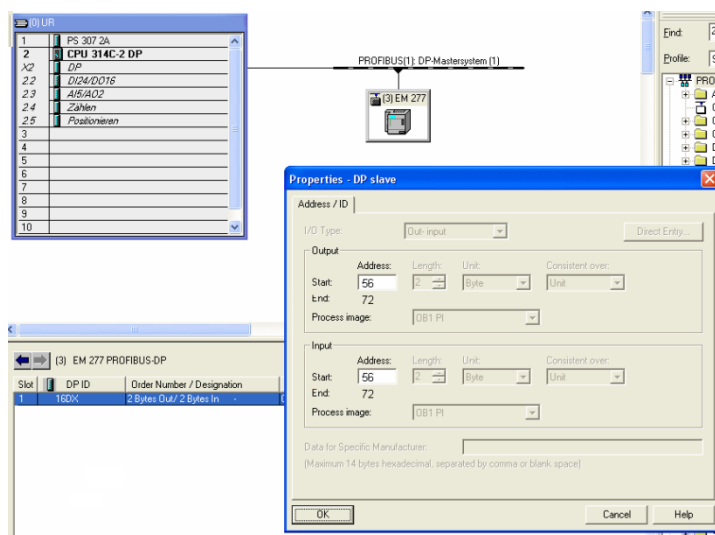 (0) UR
1 PS 307 2A
2 CPU 314C-2 DP
X2 DP
2.2 DI24/DO16
2.3 AI5/AO2
2.4 Zählen
2.5 Positionieren
3
4
5
6
7
8
9
10
PROFIBUS(1): DP-Mastersystem (1)
(3) EM 277
Find:
Profile:
PRO
Properties - DP slave
Address / ID
I/O Type: Out- input Direct Entry...
Output
Address: Length: Unit: Consistent over:
Start: 56 2 Byte Unit
End: 72
Process image: OB1 PI
Input
Address: Length: Unit: Consistent over:
Start: 56 2 Byte Unit
End: 72
Process image: OB1 PI
Data for Specific Manufacturer:
(Maximum 14 bytes hexadecimal, separated by comma or blank space)
OK Cancel Help
(3) EM 277 PROFIBUS-DP
Slot DP ID Order Number / Designation
1 16DX 2 Bytes Out/ 2 Bytes In -